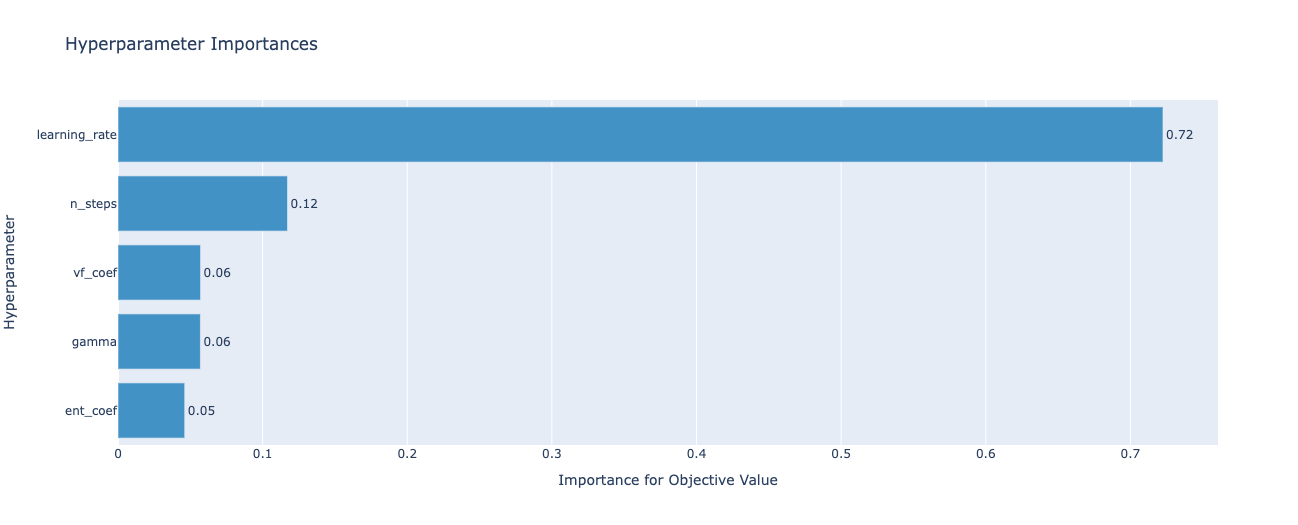 Hyperparameter Importances
Hyperparameter
learning_rate
0.72
n_steps
0.12
vf_coef
0.06
gamma
0.06
ent_coef
0.05
0 0.1 0.2 0.3 0.4 0.5 0.6 0.7
Importance for Objective Value